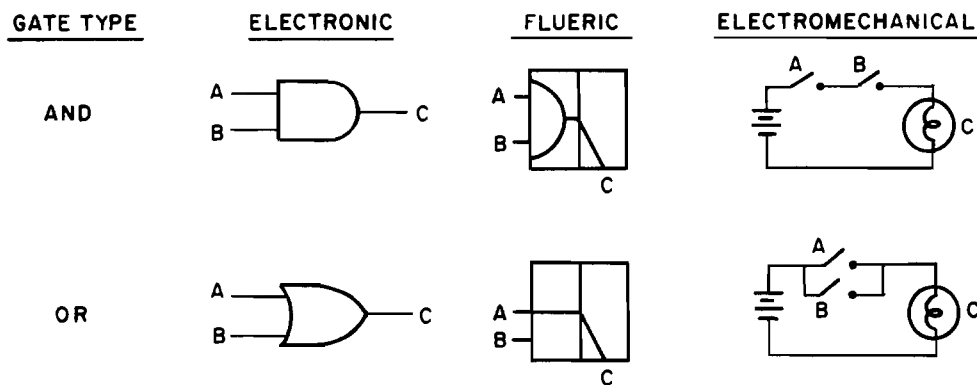 GATE TYPE ELECTRONIC FLUERIC ELECTROMECHANICAL
A B
A A
AND C C
B B
C
A
A A
OR C C
B B B
C